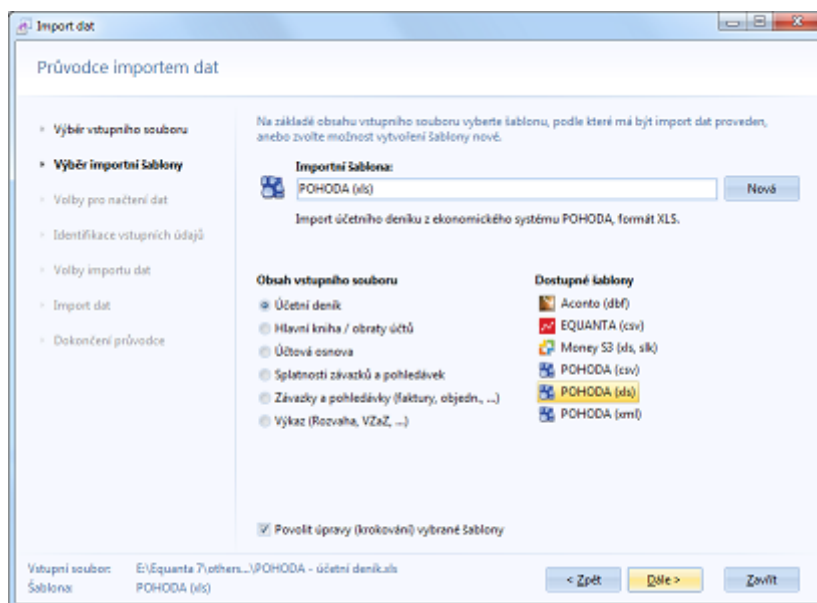 Import dat
Průvodce importem dat
Výběr vstupního souboru
Výběr importní šablony
Volby pro načtení dat
Identifikace vstupních údajů
Volby importu dat
Import dat
Dokončení průvodce
Na základě obsahu vstupního souboru vyberte šablonu, podle které má být import dat proveden,
anebo zvolte možnost vytvoření šablony nové.
Importní šablona:
POHODA (xls)
Nová
Import účetního deníku z ekonomického systému POHODA, formát XLS.
Obsah vstupního souboru
Účetní deník
Hlavní kniha / obraty účtů
Účtová osnova
Splatnosti závazků a pohledávek
Závazky a pohledávky (faktury, objedn., ...)
Výkaz (Rozvaha, VZaZ, ...)
Dostupné šablony
Aconto (dbf)
EQUANTA (csv)
Money S3 (xls, slk)
POHODA (csv)
POHODA (xls)
POHODA (xml)
Povolit úpravy (krokování) vybrané šablony
Vstupní soubor: E:\Equanta 7\others...\POHODA - účetní deník.xls
Šablona: POHODA (xls)
< Zpět
Dále >
Zavřít